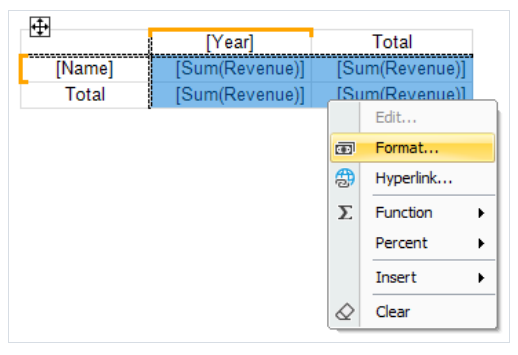 [Year] Total
[Name] [Sum(Revenue)] [Sum(Revenue)]
Total [Sum(Revenue)] [Sum(Revenue)]
Edit...
Format...
Hyperlink...
Σ Function
Percent
Insert
Clear